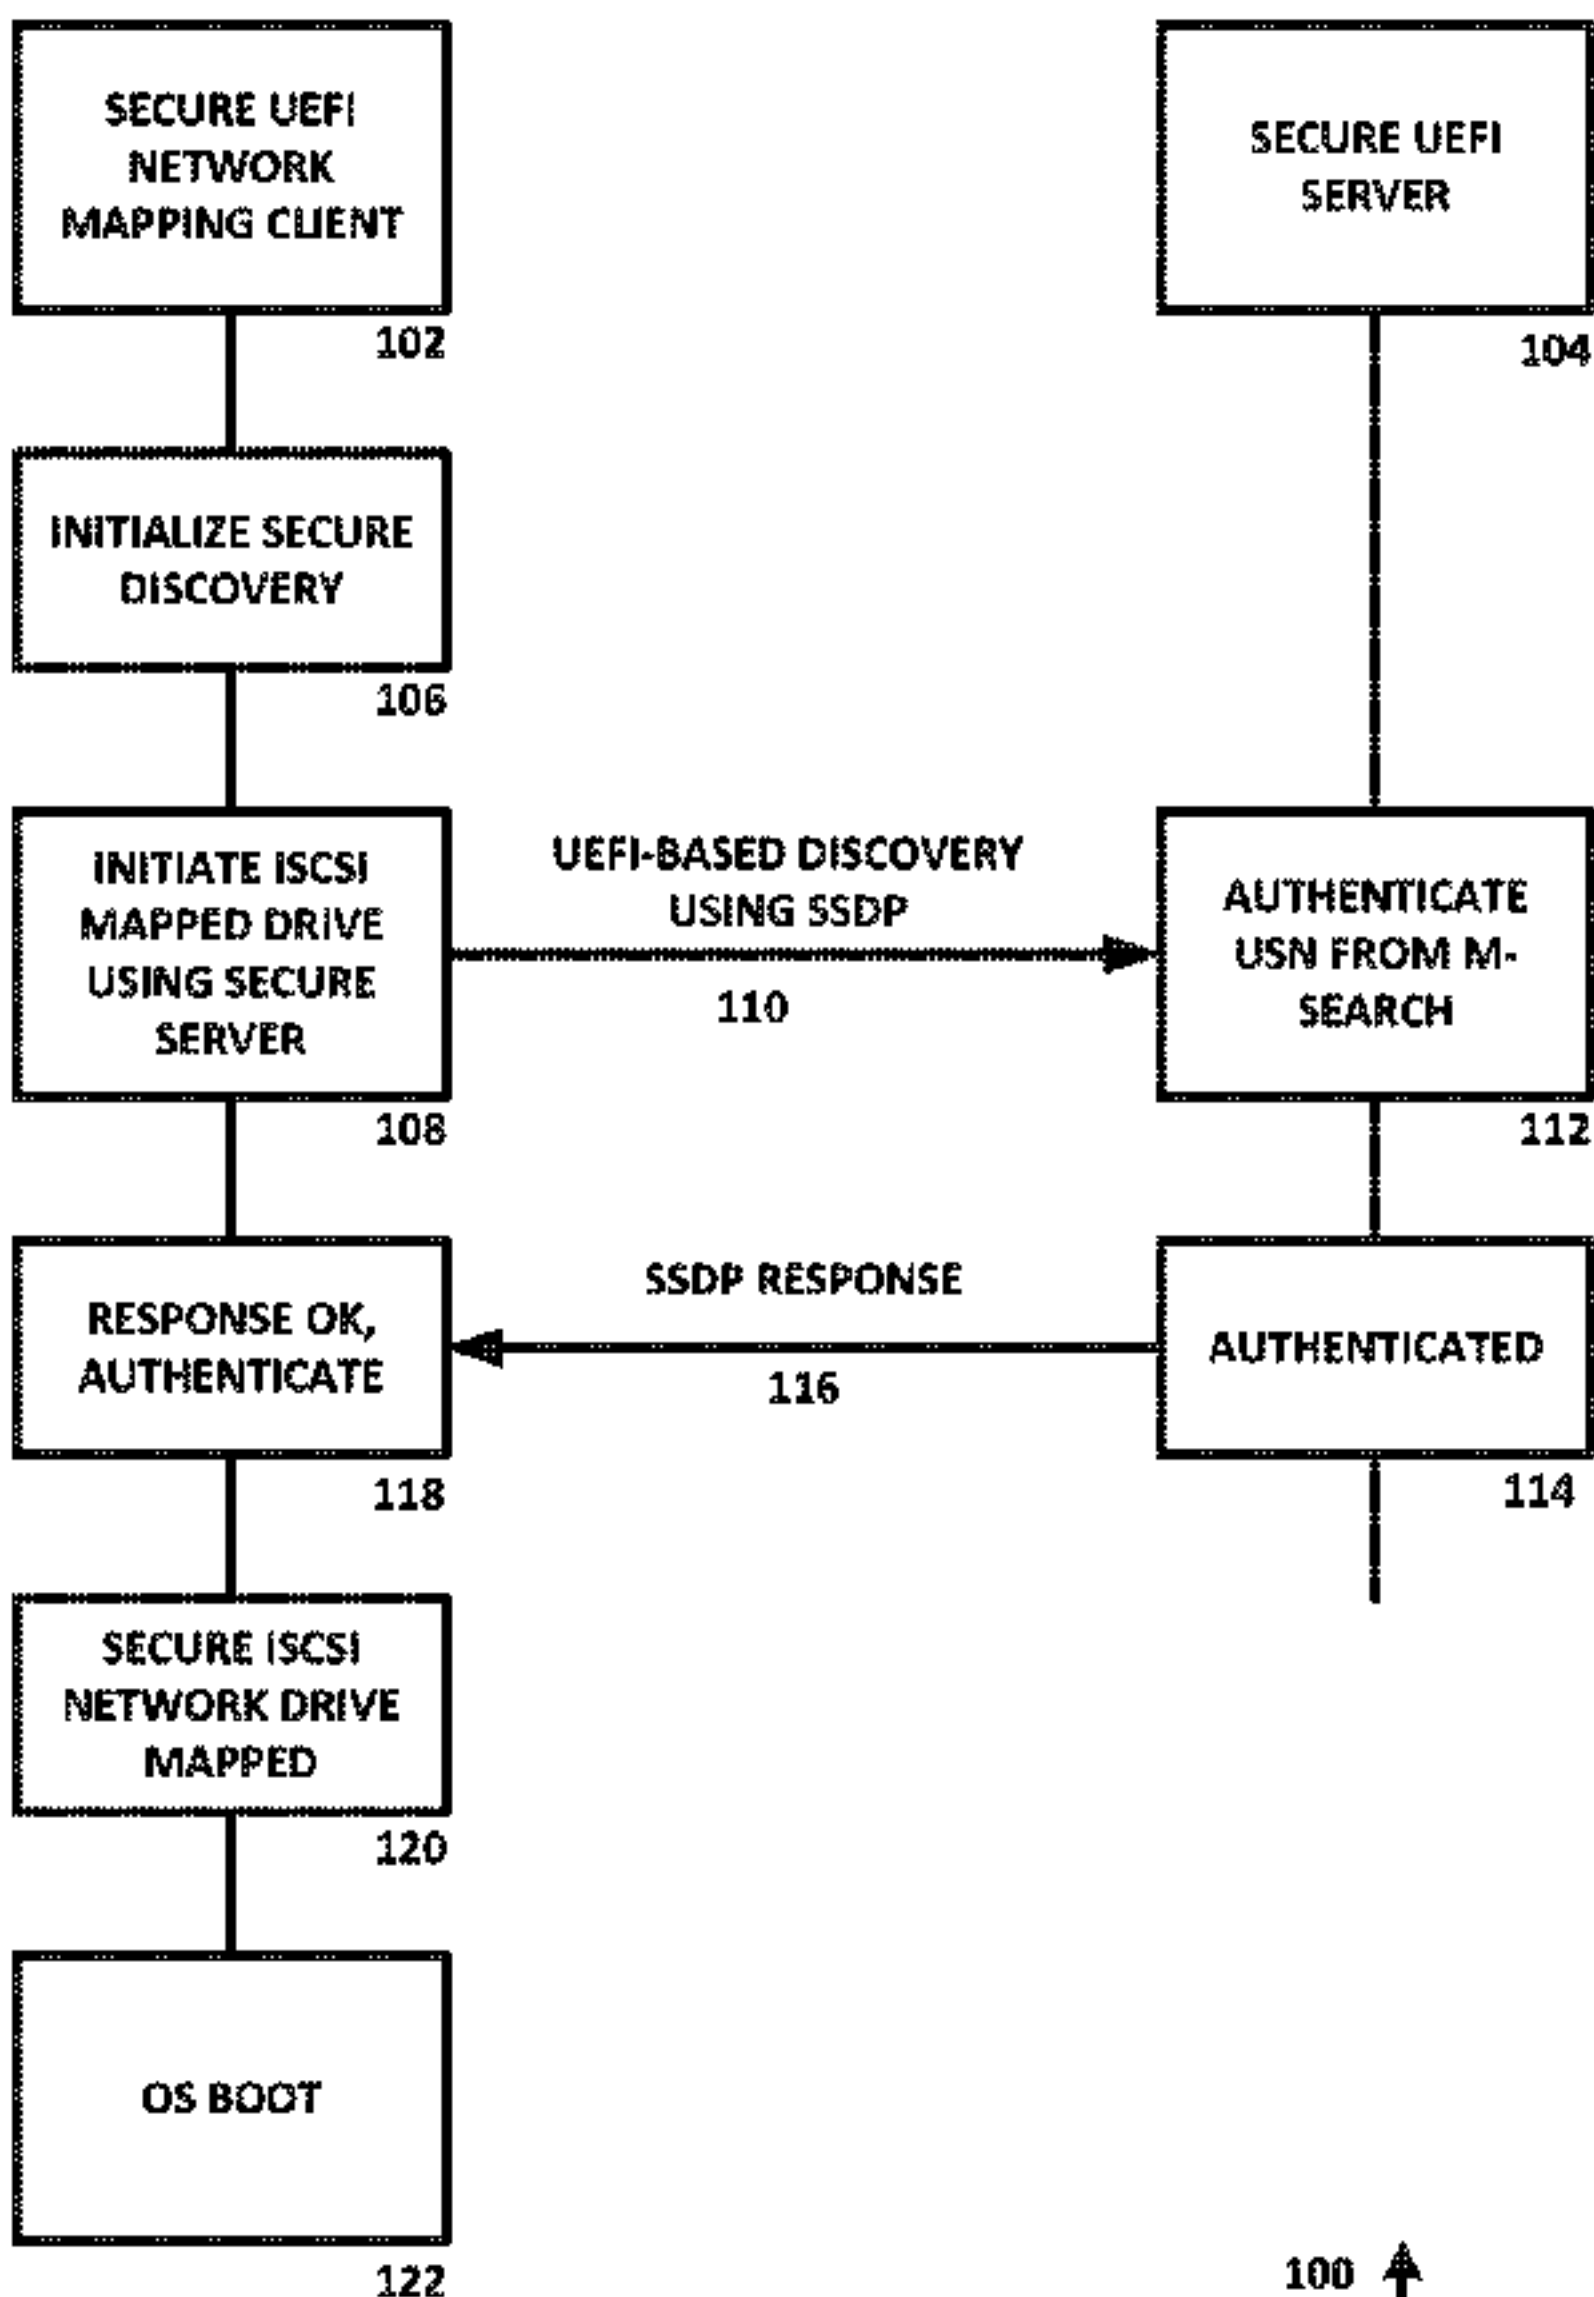 SECURE UEFI
NETWORK
MAPPING CLIENT
102
SECURE UEFI
SERVER
104
INITIALIZE SECURE
DISCOVERY
106
INITIATE ISCSI
MAPPED DRIVE
USING SECURE
SERVER
108
UEFI-BASED DISCOVERY
USING SSDP
110
AUTHENTICATE
USN FROM M-
SEARCH
112
RESPONSE OK,
AUTHENTICATE
118
SSDP RESPONSE
116
AUTHENTICATED
114
SECURE ISCSI
NETWORK DRIVE
MAPPED
120
OS BOOT
122
100